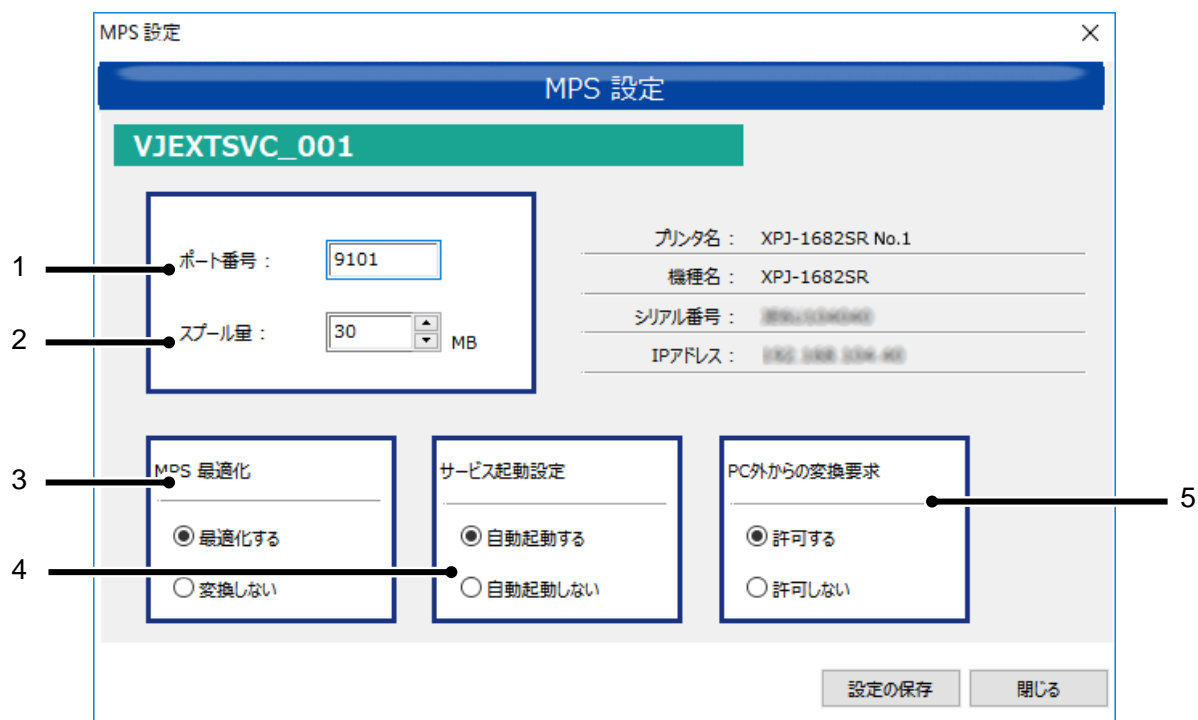 MPS 設定
MPS 設定
VJEXTSVC_001
1
ポート番号 : 9101
2
スプール量 : 30 MB
プリンタ名 : XPJ-1682SR No.1
機種名 : XPJ-1682SR
シリアル番号 :
IPアドレス :
3
MPS 最適化
最適化する
変換しない
4
サービス起動設定
自動起動する
自動起動しない
PC外からの変換要求
5
許可する
許可しない
設定の保存
閉じる